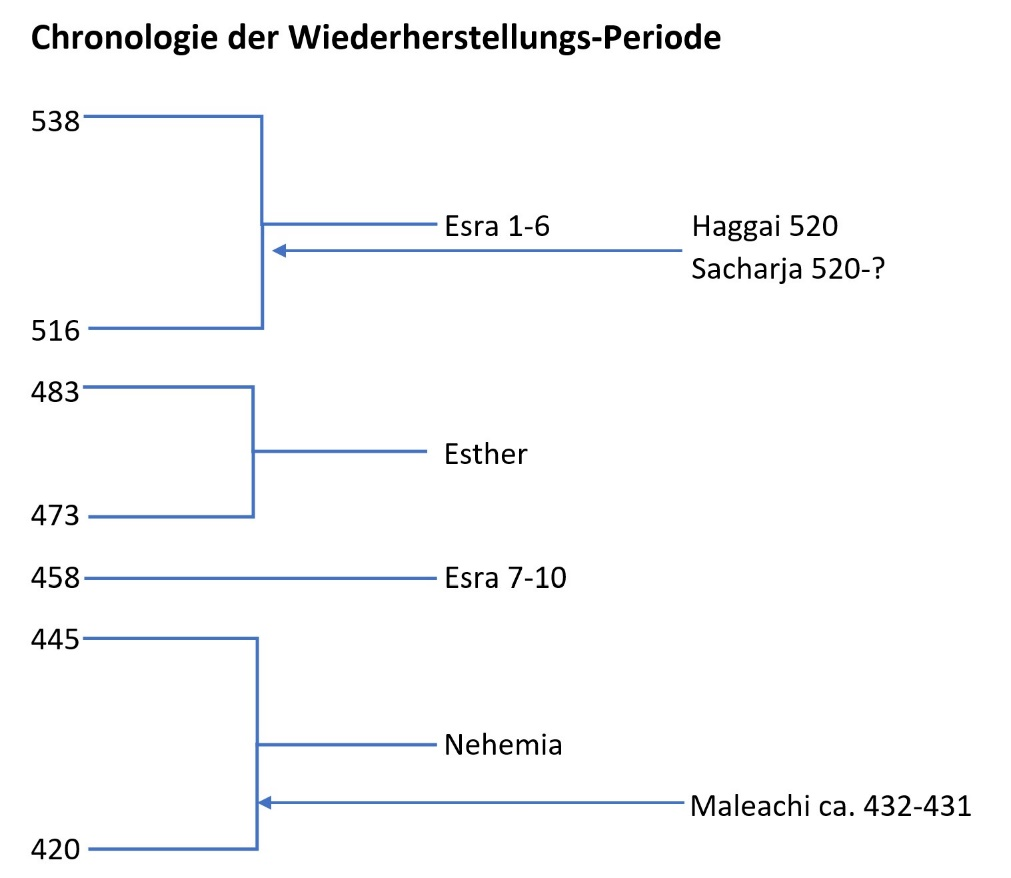 Chronologie der Wiederherstellungs-Periode
538
Esra 1-6
Haggai 520
Sacharja 520-?
516
483
Esther
473
458
Esra 7-10
445
Nehemia
Maleachi ca. 432-431
420